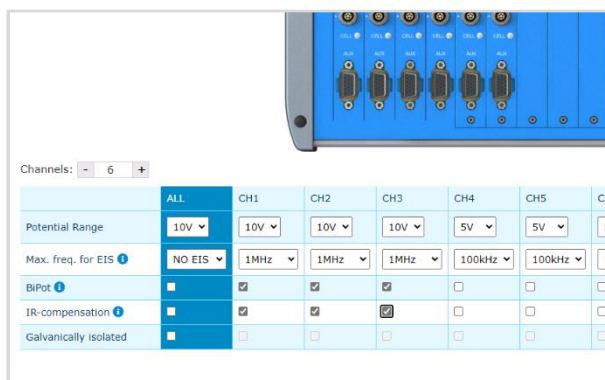 CELL CELL CELL CELL CELL CELL
AUX AUX AUX AUX AUX AUX
Channels: - 6 +
ALL CH1 CH2 CH3 CH4 CH5 C
Potential Range 10V 10V 10V 10V 5V 5V
Max. freq. for EIS NO EIS 1MHz 1MHz 1MHz 100kHz 100kHz
BiPot
IR-compensation
Galvanically isolated